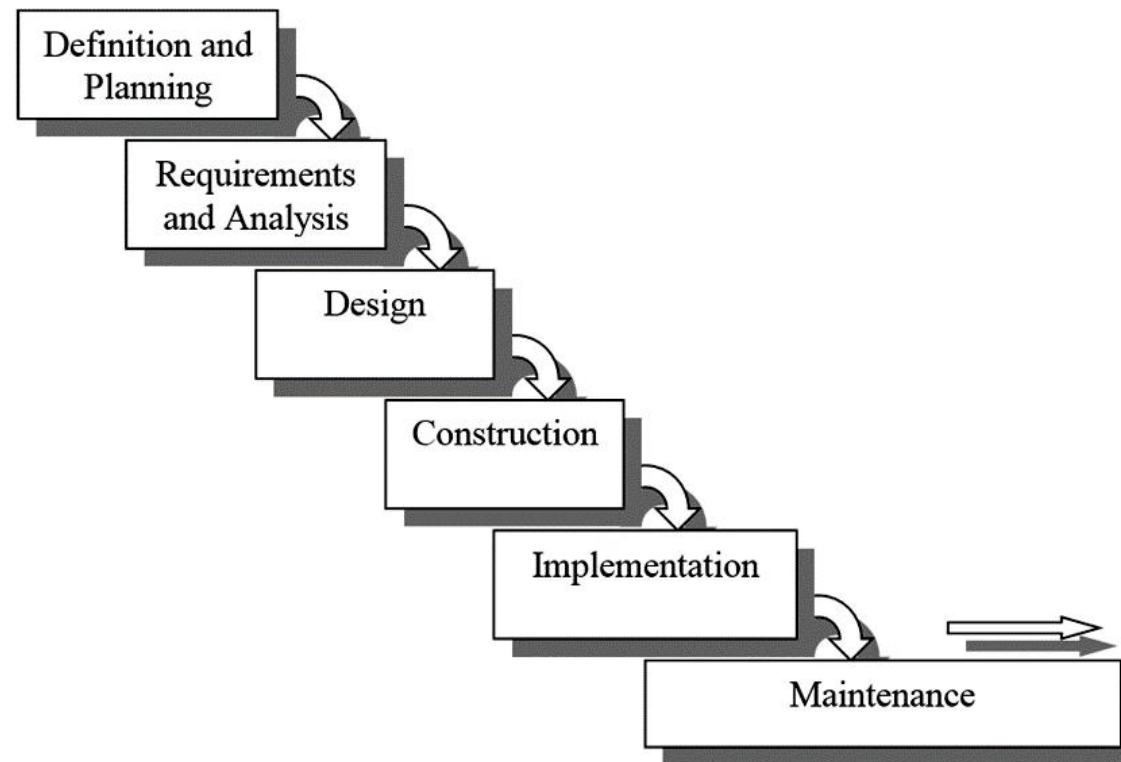 Definition and
Planning
Requirements
and Analysis
Design
Construction
Implementation
Maintenance